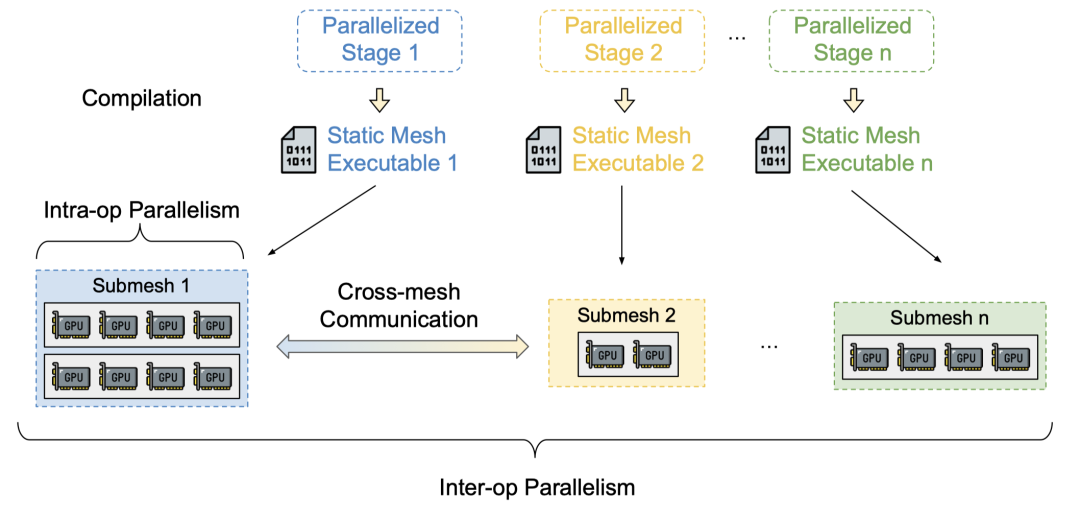 Parallelized
Stage 1
Parallelized
Stage 2
...
Parallelized
Stage n
Compilation
0111
1011
Static Mesh
Executable 1
0111
1011
Static Mesh
Executable 2
0111
1011
Static Mesh
Executable n
Intra-op Parallelism
Submesh 1
GPU GPU GPU GPU
GPU GPU GPU GPU
Cross-mesh
Communication
Submesh 2
GPU GPU
...
Submesh n
GPU GPU GPU GPU
Inter-op Parallelism